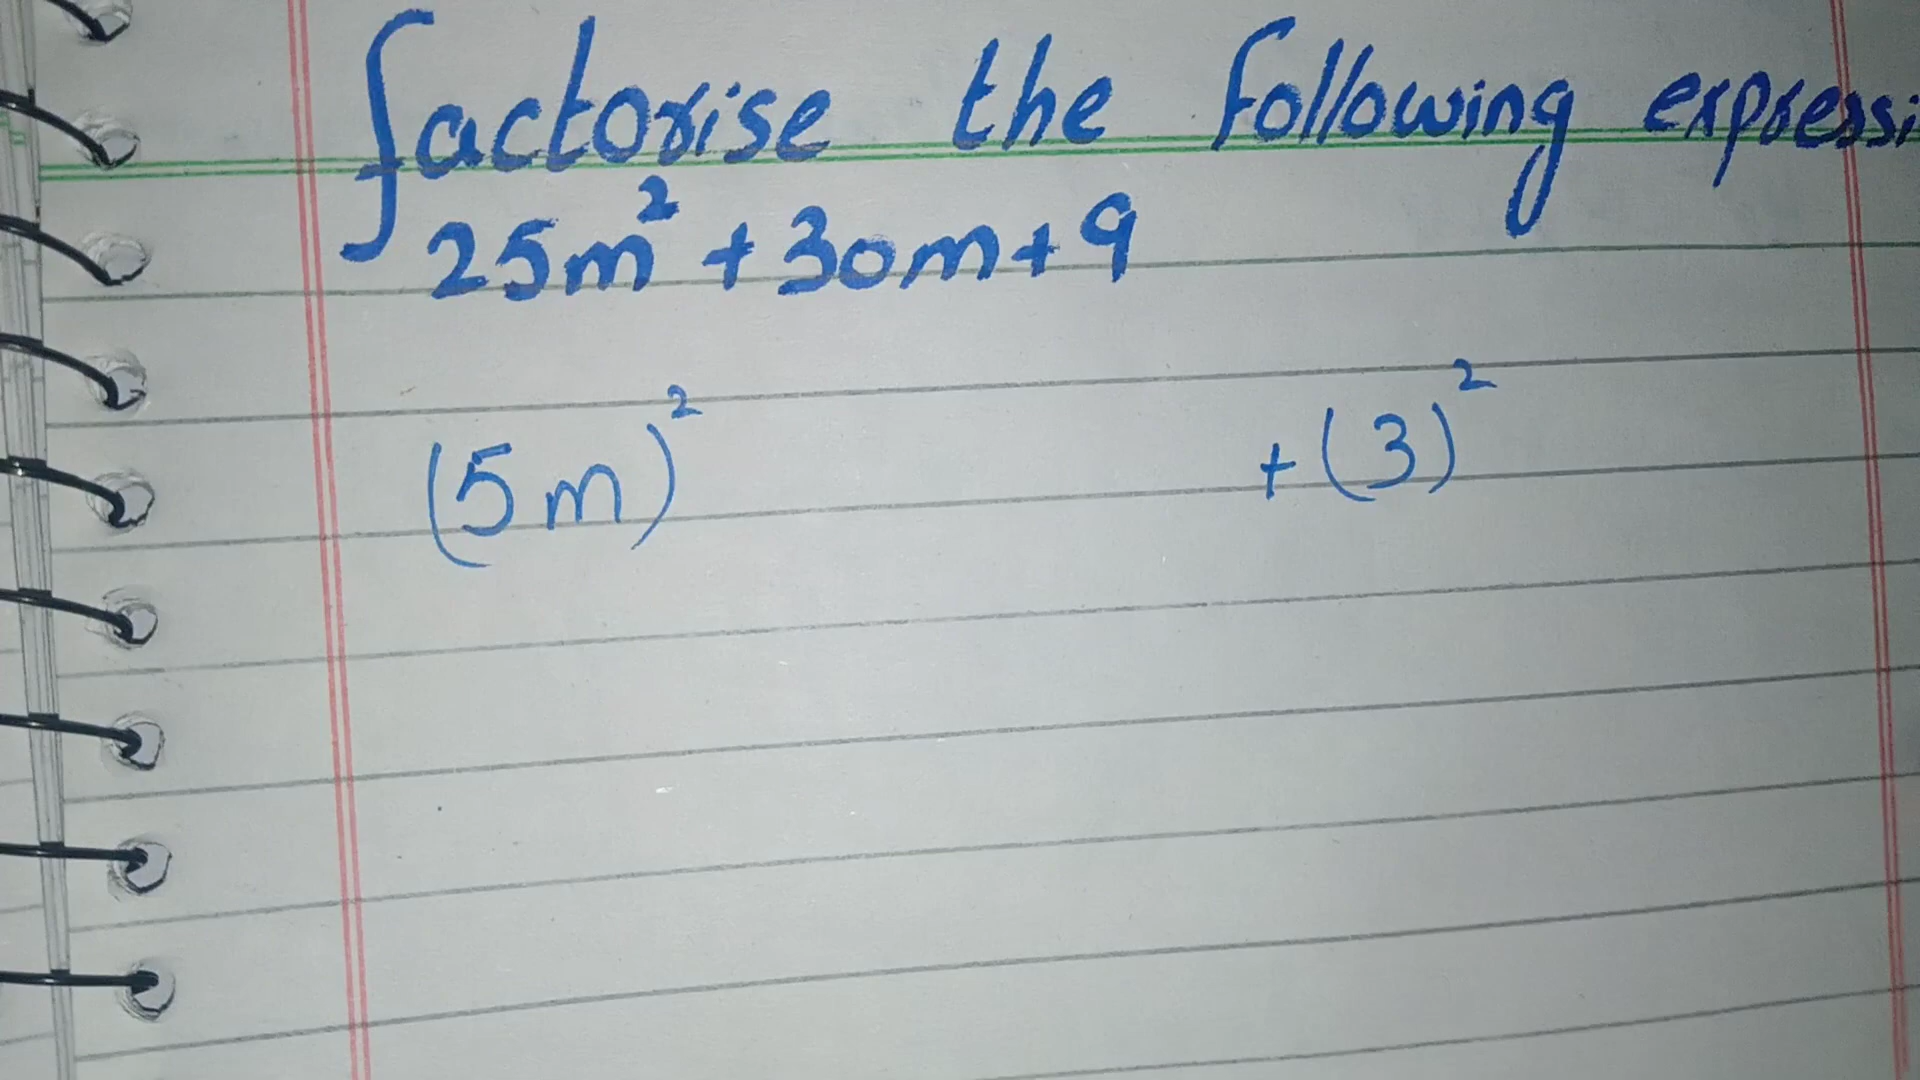 factorise the following expressi
25m² + 30m + 9
(5m)² + (3)²